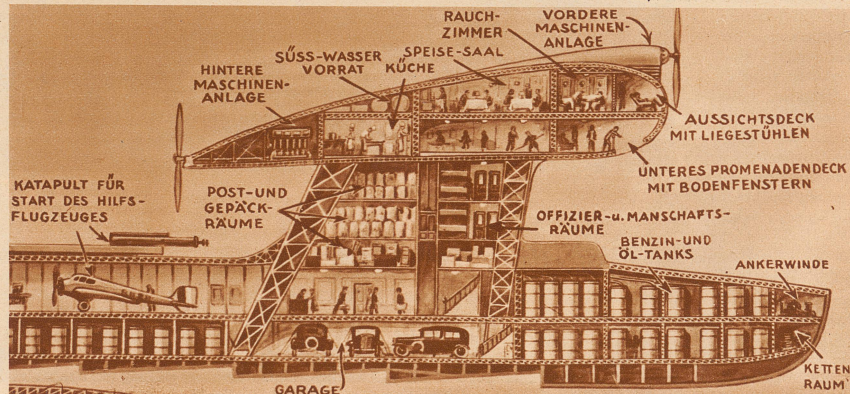 RAUCH-
ZIMMER
VORDERE
MASCHINEN-
ANLAGE
SÜSS-WASSER
VORRAT
SPEISE-SAAL
KÜCHE
HINTERE
MASCHINEN-
ANLAGE
AUSSICHTSDECK
MIT LIEGESTÜHLEN
UNTERES PROMENADENDECK
MIT BODENFENSTERN
KATAPULT FÜR
START DES HILFS-
FLUGZEUGES
POST-UND
GEPÄCK-
RÄUME
OFFIZIER-u. MANSCHAFTS-
RÄUME
BENZIN-UND
ÖL-TANKS
ANKERWINDE
GARAGE
KETTEN
RAUM